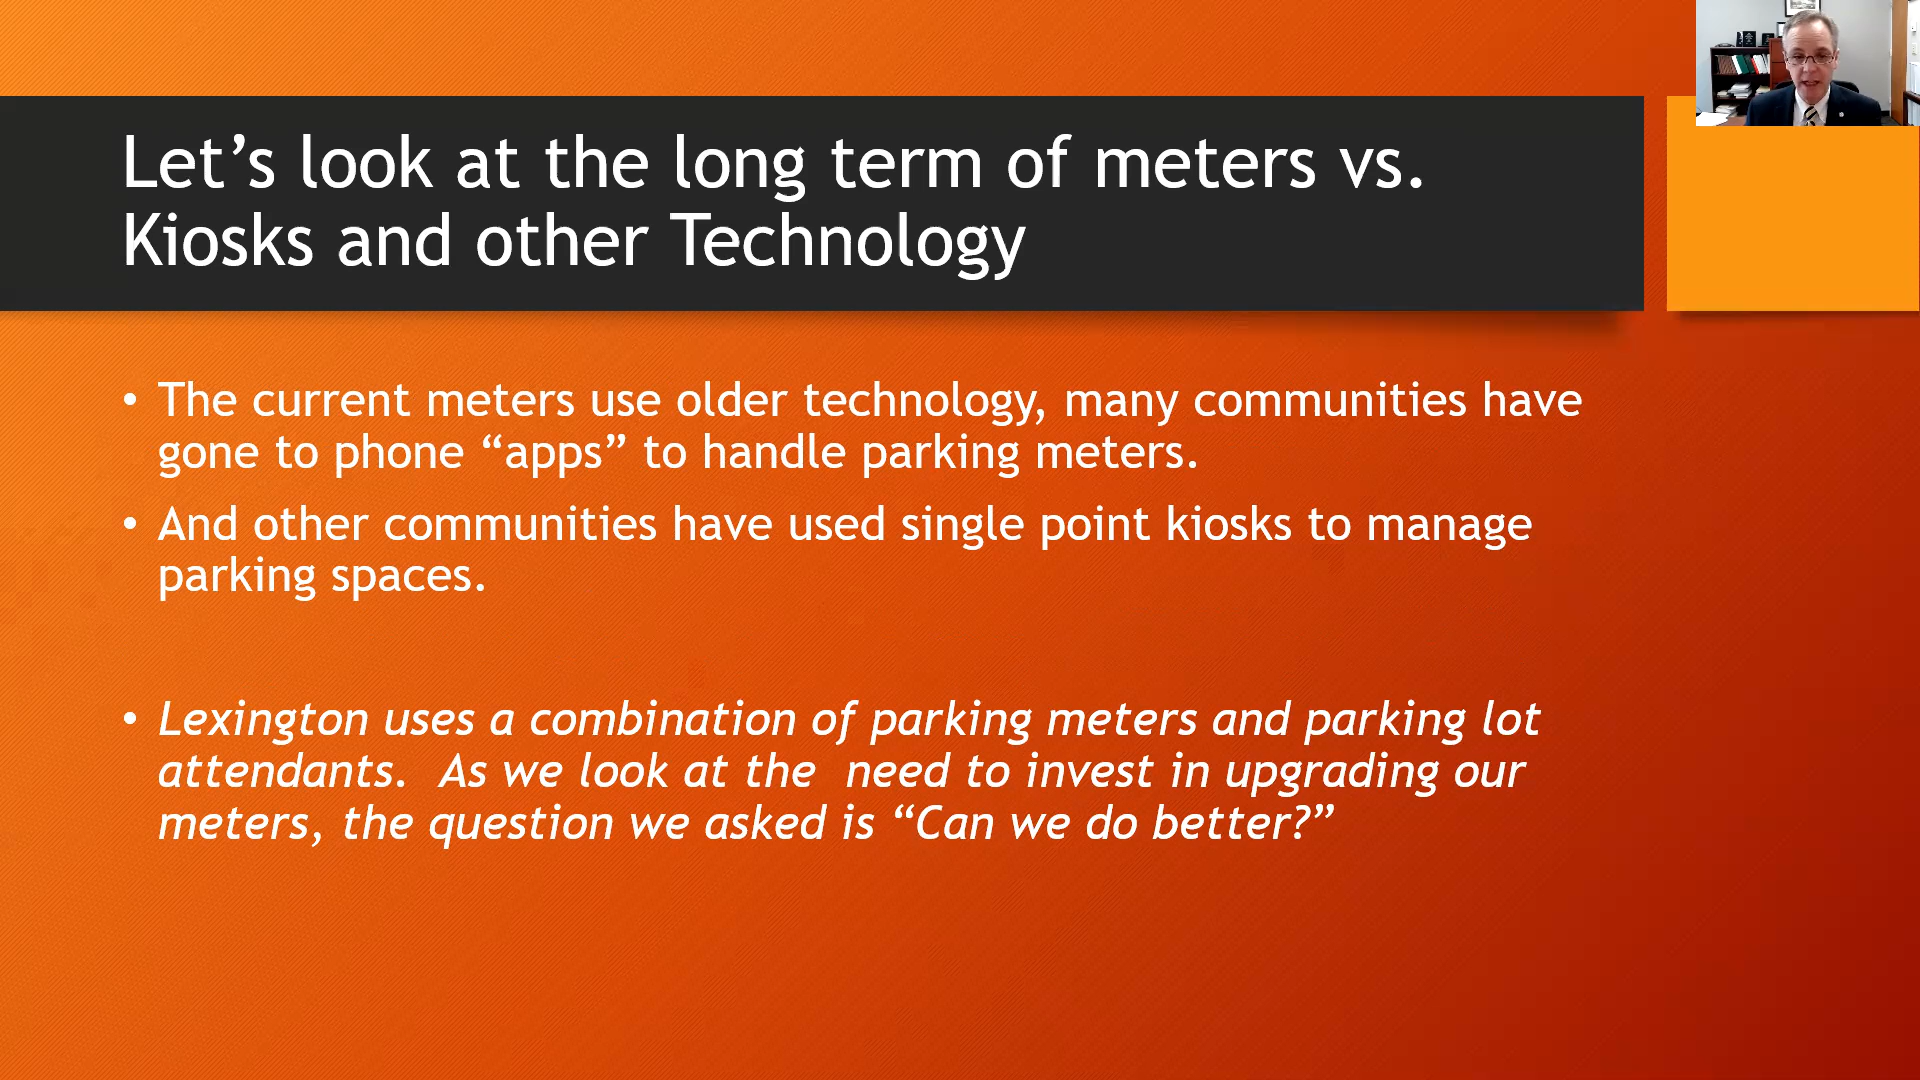 Let’s look at the long term of meters vs.
Kiosks and other Technology
• The current meters use older technology, many communities have
gone to phone “apps” to handle parking meters.
• And other communities have used single point kiosks to manage
parking spaces.
• Lexington uses a combination of parking meters and parking lot
attendants.  As we look at the  need to invest in upgrading our
meters, the question we asked is “Can we do better?”